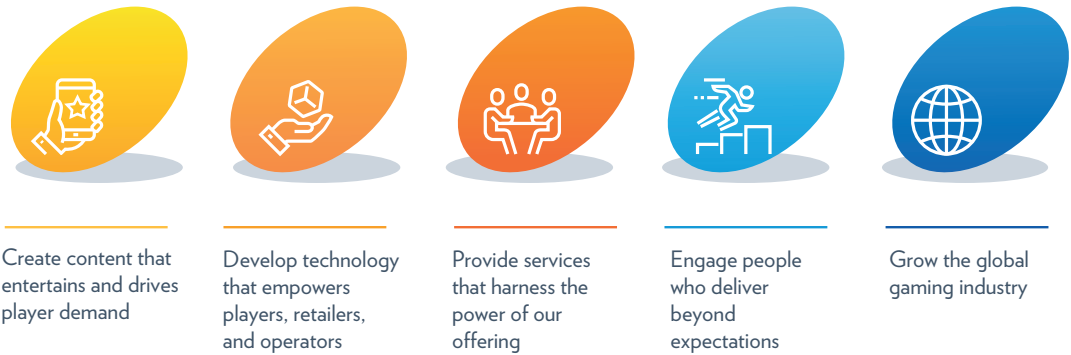 Create content that
entertains and drives
player demand
Develop technology
that empowers
players, retailers,
and operators
Provide services
that harness the
power of our
offering
Engage people
who deliver
beyond
expectations
Grow the global
gaming industry